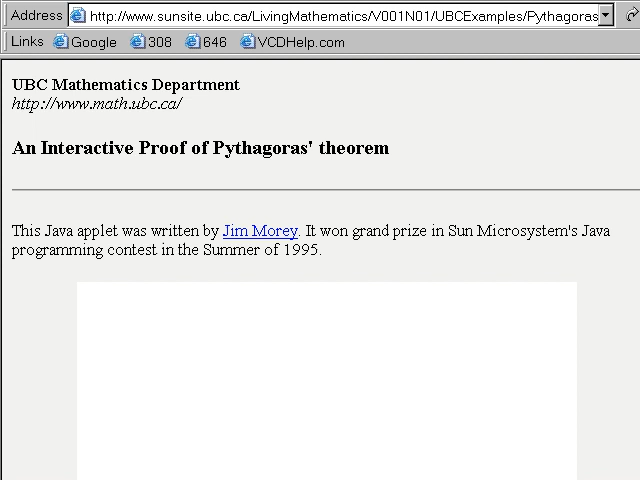 Address http://www.sunsite.ubc.ca/LivingMathematics/V001N01/UBCExamples/Pythagoras
Links Google 308 646 VCDHelp.com
UBC Mathematics Department
http://www.math.ubc.ca/
An Interactive Proof of Pythagoras' theorem
This Java applet was written by Jim Morey. It won grand prize in Sun Microsystem's Java
programming contest in the Summer of 1995.